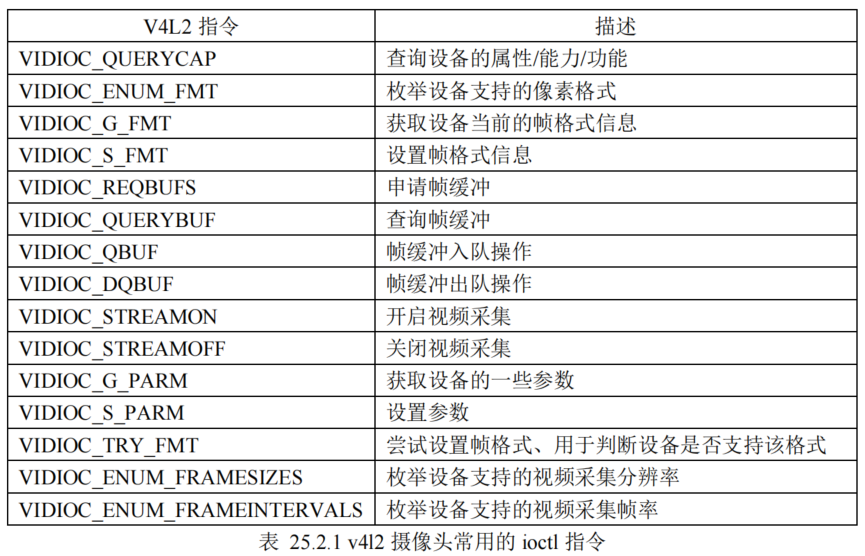 V4L2 指令 描述
VIDIOC_QUERYCAP 查询设备的属性/能力/功能
VIDIOC_ENUM_FMT 枚举设备支持的像素格式
VIDIOC_G_FMT 获取设备当前的帧格式信息
VIDIOC_S_FMT 设置帧格式信息
VIDIOC_REQBUFS 申请帧缓冲
VIDIOC_QUERYBUF 查询帧缓冲
VIDIOC_QBUF 帧缓冲入队操作
VIDIOC_DQBUF 帧缓冲出队操作
VIDIOC_STREAMON 开启视频采集
VIDIOC_STREAMOFF 关闭视频采集
VIDIOC_G_PARM 获取设备的一些参数
VIDIOC_S_PARM 设置参数
VIDIOC_TRY_FMT 尝试设置帧格式、用于判断设备是否支持该格式
VIDIOC_ENUM_FRAMESIZES 枚举设备支持的视频采集分辨率
VIDIOC_ENUM_FRAMEINTERVALS 枚举设备支持的视频采集帧率
表 25.2.1 v4l2 摄像头常用的 ioctl 指令